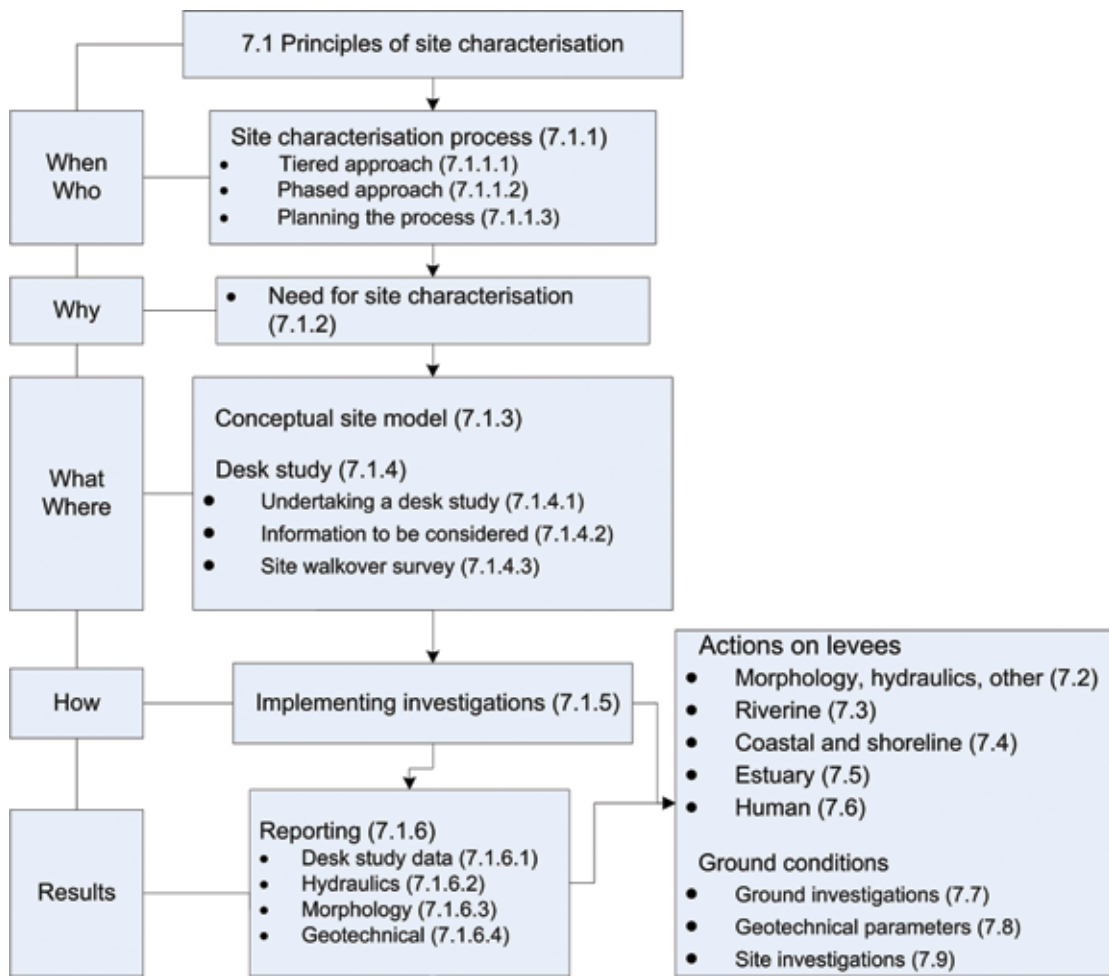 7.1 Principles of site characterisation
When
Who
Site characterisation process (7.1.1)
• Tiered approach (7.1.1.1)
• Phased approach (7.1.1.2)
• Planning the process (7.1.1.3)
Why
• Need for site characterisation
(7.1.2)
What
Where
Conceptual site model (7.1.3)
Desk study (7.1.4)
• Undertaking a desk study (7.1.4.1)
• Information to be considered (7.1.4.2)
• Site walkover survey (7.1.4.3)
How
Implementing investigations (7.1.5)
Results
Reporting (7.1.6)
• Desk study data (7.1.6.1)
• Hydraulics (7.1.6.2)
• Morphology (7.1.6.3)
• Geotechnical (7.1.6.4)
Actions on levees
• Morphology, hydraulics, other (7.2)
• Riverine (7.3)
• Coastal and shoreline (7.4)
• Estuary (7.5)
• Human (7.6)
Ground conditions
• Ground investigations (7.7)
• Geotechnical parameters (7.8)
• Site investigations (7.9)